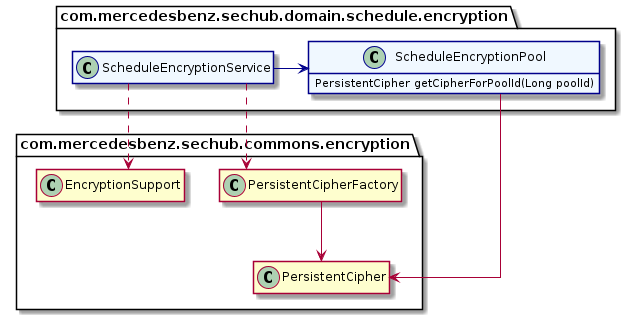 com.mercedesbenz.sechub.domain.schedule.encryption
C ScheduleEncryptionService
C ScheduleEncryptionPool
PersistentCipher getCipherForPoolId(Long poolId)
com.mercedesbenz.sechub.commons.encryption
C EncryptionSupport
C PersistentCipherFactory
C PersistentCipher